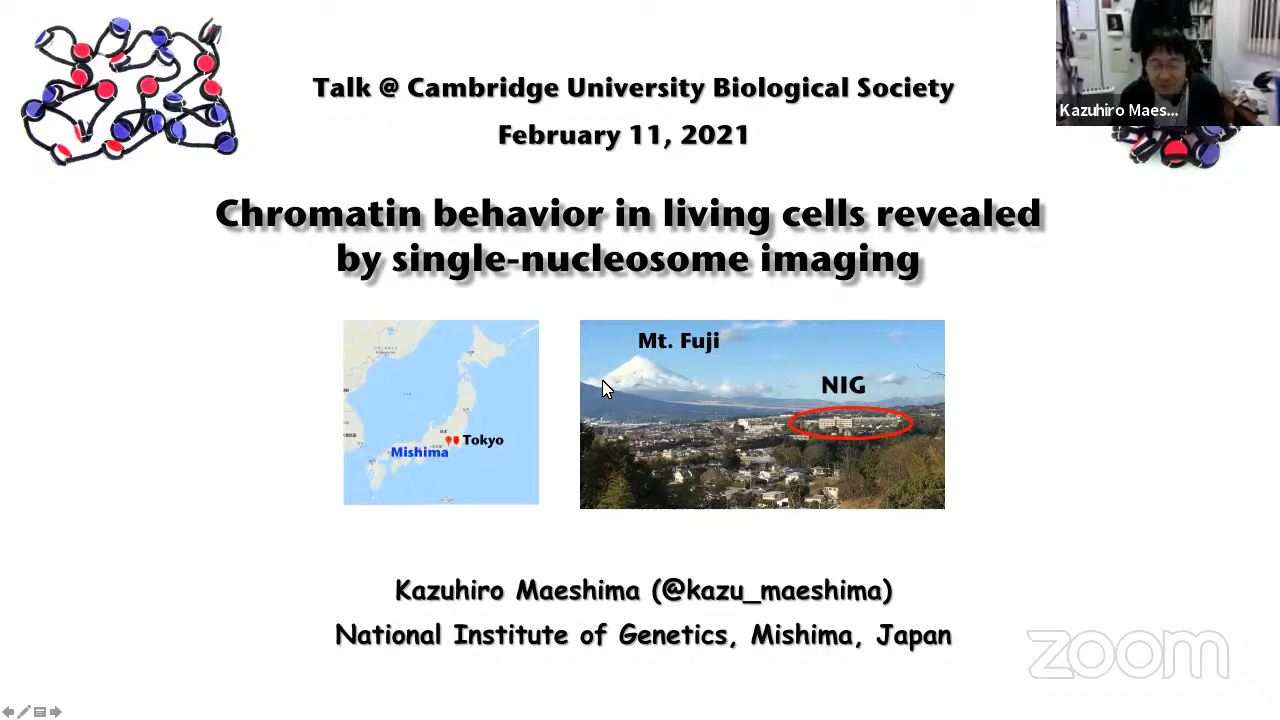 Talk @ Cambridge University Biological Society
February 11, 2021
Kazuhiro Maes...
Chromatin behavior in living cells revealed
by single-nucleosome imaging
Mt. Fuji
NIG
Tokyo
Mishima
Kazuhiro Maeshima (@kazu_maeshima)
National Institute of Genetics, Mishima, Japan
zoom